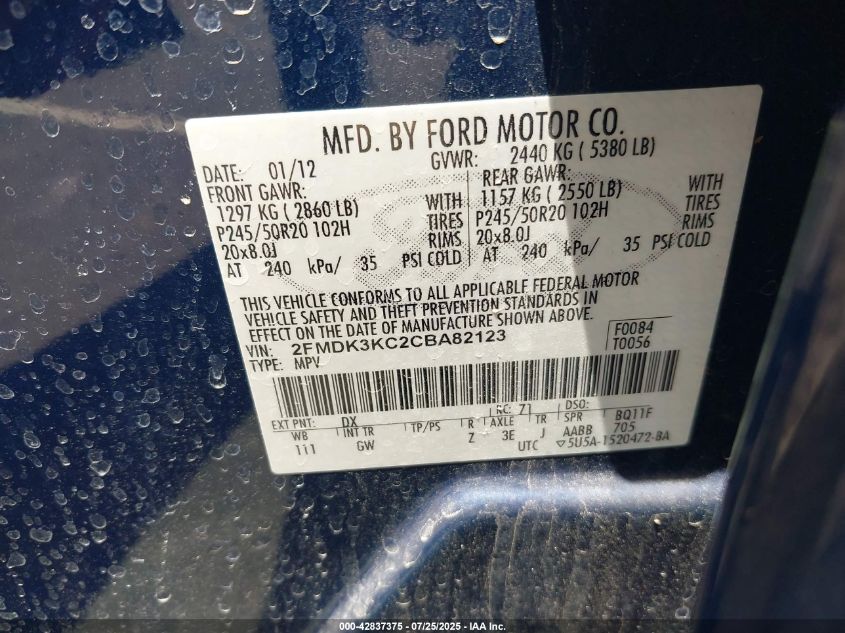 MFD. BY FORD MOTOR CO.
DATE: 01/12 GVWR: 2440 KG ( 5380 LB)
FRONT GAWR: REAR GAWR:
1297 KG ( 2860 LB) WITH 1157 KG ( 2550 LB) WITH
P245/50R20 102H TIRES P245/50R20 102H TIRES
20x8.0J RIMS 20x8.0J RIMS
AT 240 kPa/ 35 PSI COLD AT 240 kPa/ 35 PSI COLD
THIS VEHICLE CONFORMS TO ALL APPLICABLE FEDERAL MOTOR
VEHICLE SAFETY AND THEFT PREVENTION STANDARDS IN
EFFECT ON THE DATE OF MANUFACTURE SHOWN ABOVE.
VIN: 2FMDK3KC2CBA82123 F0084
TYPE: MPV T0056
EXT PNT: DX RC: 71 DSO: BQ11F
WB INT TR TP/PS R AXLE TR SPR
111 GW Z 3E J AABB 705
UTC ▽5U5A-1520472-BA
000-42837375 - 07/25/2025 - IAA Inc.